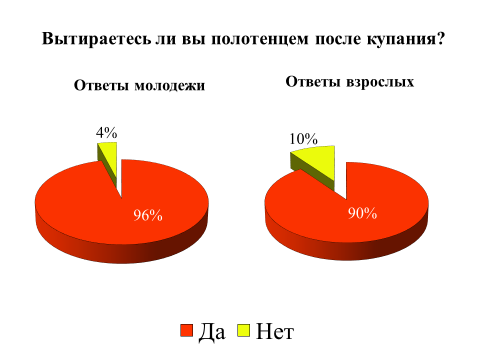 Вытираетесь ли вы полотенцем после купания?
Ответы молодежи
Ответы взрослых
4%
96%
10%
90%
Да
Нет